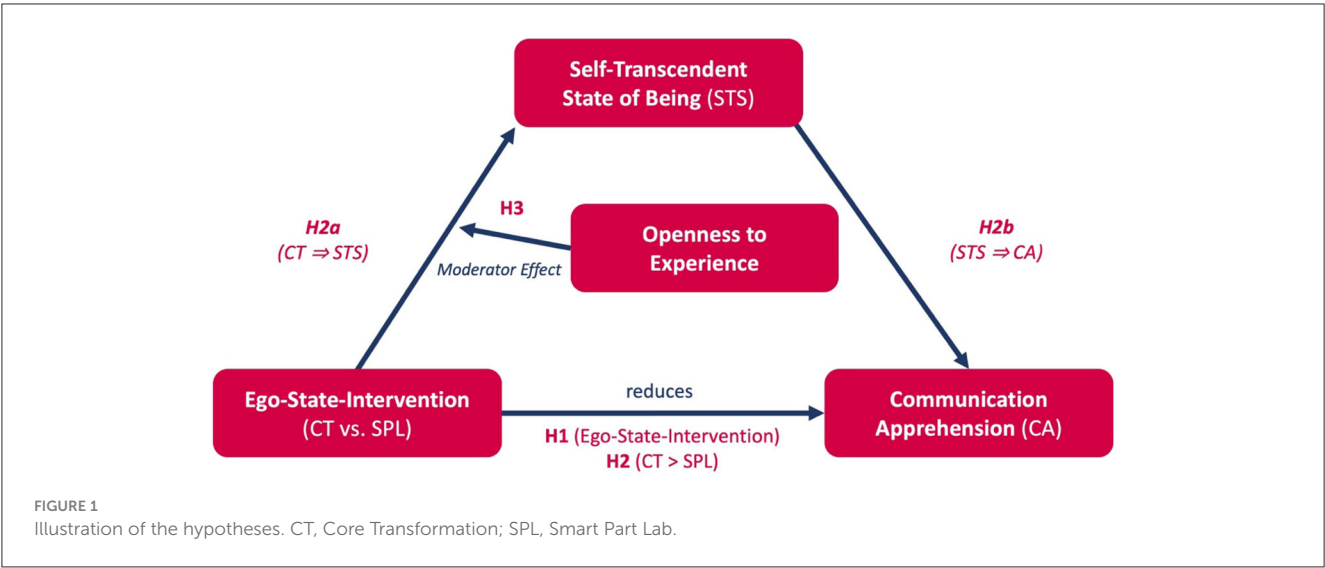 Self-Transcendent
State of Being (STS)
H3
H2a
(CT ⇒ STS)
Openness to
Experience
H2b
(STS ⇒ CA)
Moderator Effect
Ego-State-Intervention
(CT vs. SPL)
reduces
Communication
Apprehension (CA)
H1 (Ego-State-Intervention)
H2 (CT > SPL)
FIGURE 1
Illustration of the hypotheses. CT, Core Transformation; SPL, Smart Part Lab.